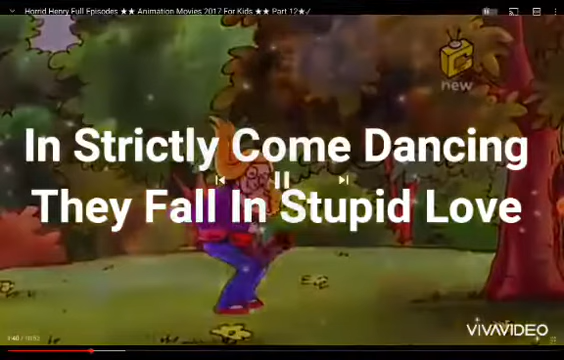 Horrid Henry Full Episodes ★★ Animation Movies 2017 For Kids ★★ Part 12★✓
new
In Strictly Come Dancing
They Fall In Stupid Love
VIVAVIDEO